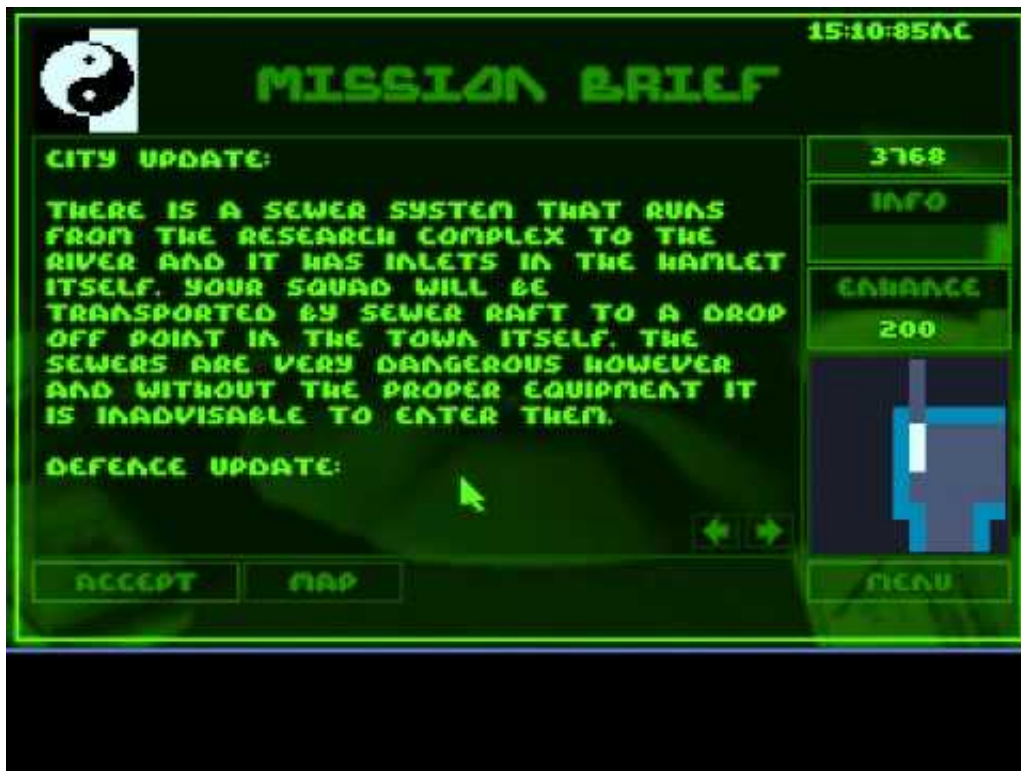 15:10:85NC
MISSION BRIEF
CITY UPDATE:
3768
THERE IS A SEWER SYSTEM THAT RUNS
INFO
FROM THE RESEARCH COMPLEX TO THE
RIVER AND IT HAS INLETS IN THE HAMLET
ITSELF. YOUR SQUAD WILL BE
ENHANCE
TRANSPORTED BY SEWER RAFT TO A DROP
200
OFF POINT IN THE TOWN ITSELF. THE
SEWERS ARE VERY DANGEROUS HOWEVER
AND WITHOUT THE PROPER EQUIPMENT IT
IS INADVISABLE TO ENTER THEM.
DEFENCE UPDATE:
ACCEPT
MAP
MENU